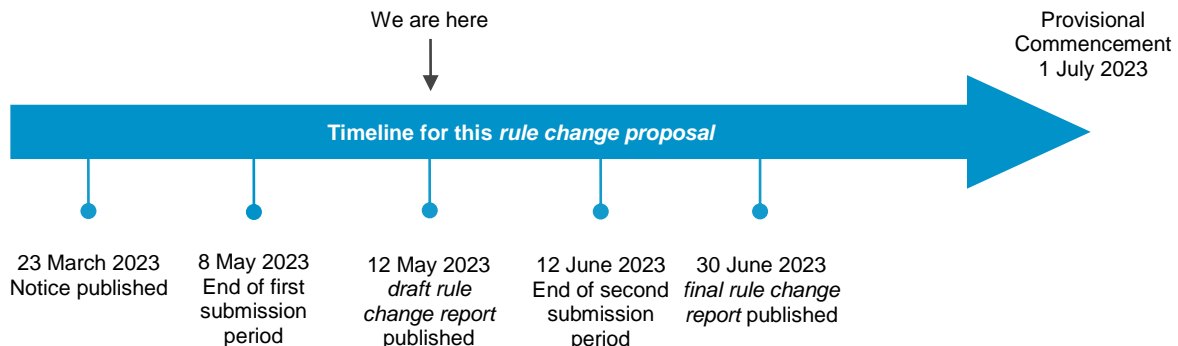 We are here
Provisional
Commencement
1 July 2023
Timeline for this rule change proposal
23 March 2023
Notice published
8 May 2023
End of first
submission
period
12 May 2023
draft rule
change report
published
12 June 2023
End of second
submission
period
30 June 2023
final rule change
report published